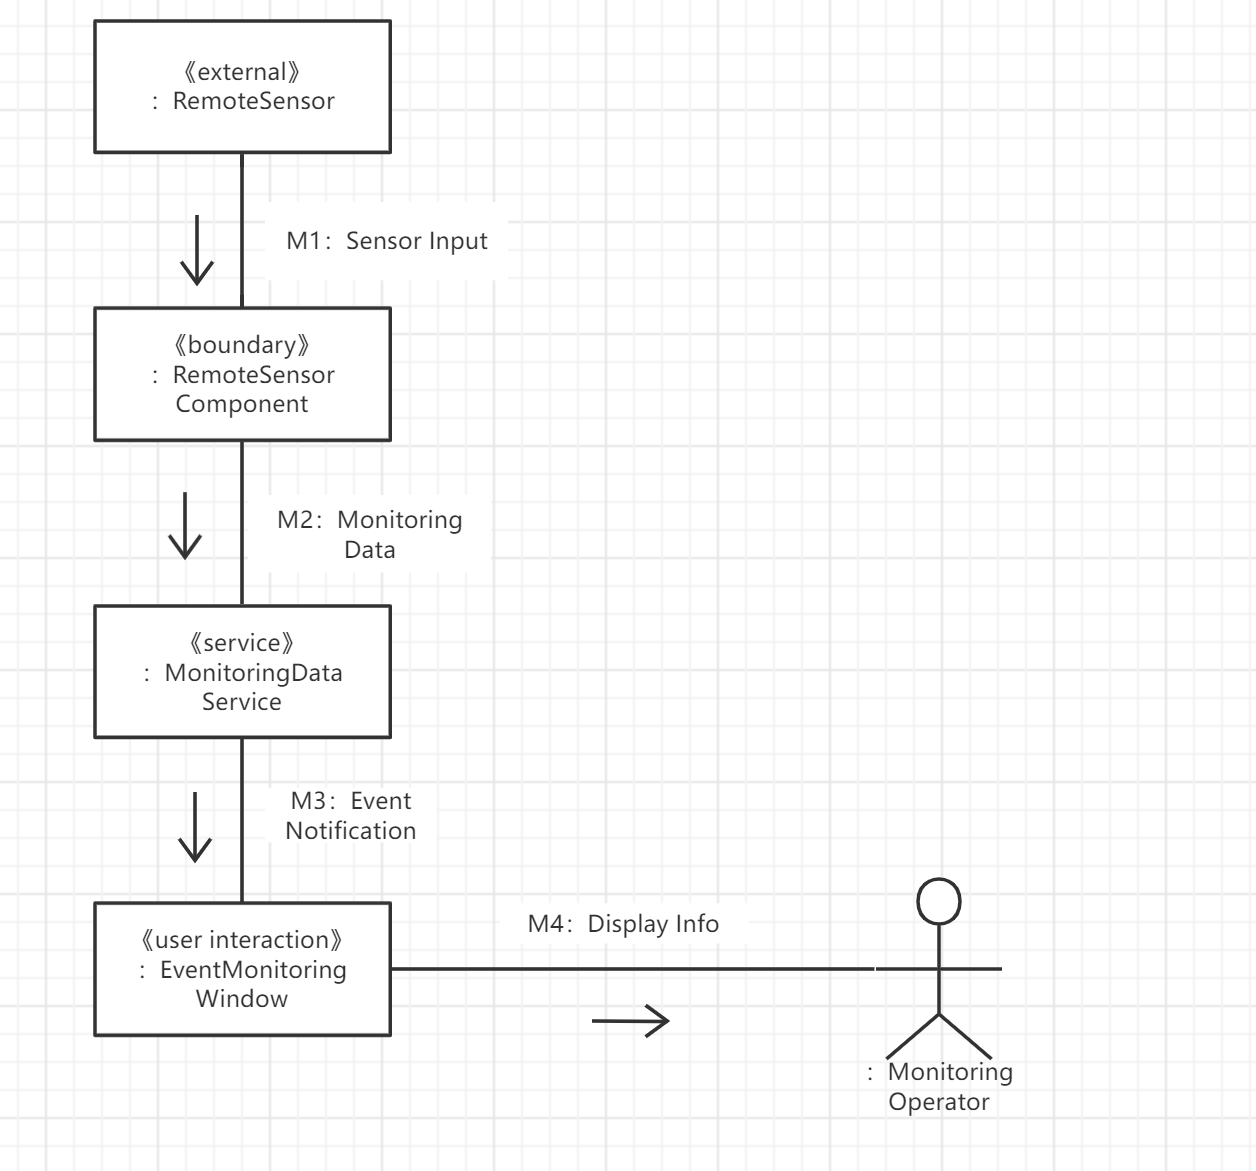 《external》
：RemoteSensor
M1：Sensor Input
《boundary》
：RemoteSensor
Component
M2：Monitoring
Data
《service》
：MonitoringData
Service
M3：Event
Notification
《user interaction》
：EventMonitoring
Window
M4：Display Info
：Monitoring
Operator